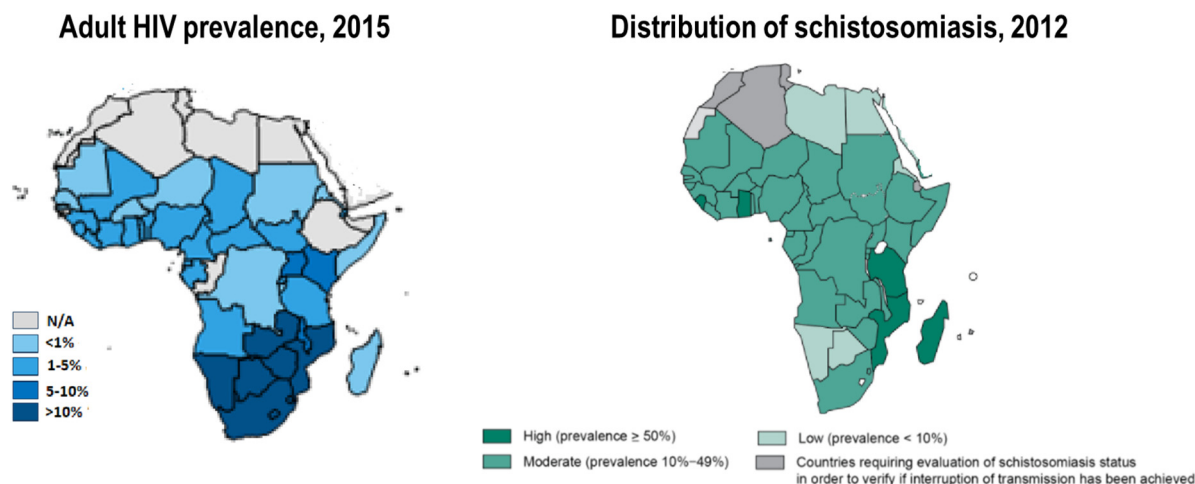 Adult HIV prevalence, 2015
Distribution of schistosomiasis, 2012
N/A
<1%
1-5%
5-10%
>10%
High (prevalence ≥ 50%)
Moderate (prevalence 10%–49%)
Low (prevalence < 10%)
Countries requiring evaluation of schistosomiasis status
in order to verify if interruption of transmission has been achieved